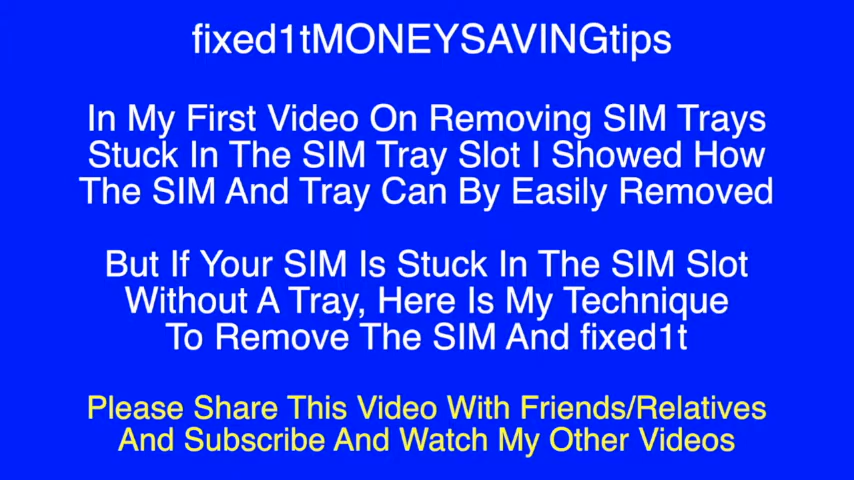 fixed1tMONEYSAVINGtips
In My First Video On Removing SIM Trays
Stuck In The SIM Tray Slot I Showed How
The SIM And Tray Can By Easily Removed
But If Your SIM Is Stuck In The SIM Slot
Without A Tray, Here Is My Technique
To Remove The SIM And fixed1t
Please Share This Video With Friends/Relatives
And Subscribe And Watch My Other Videos